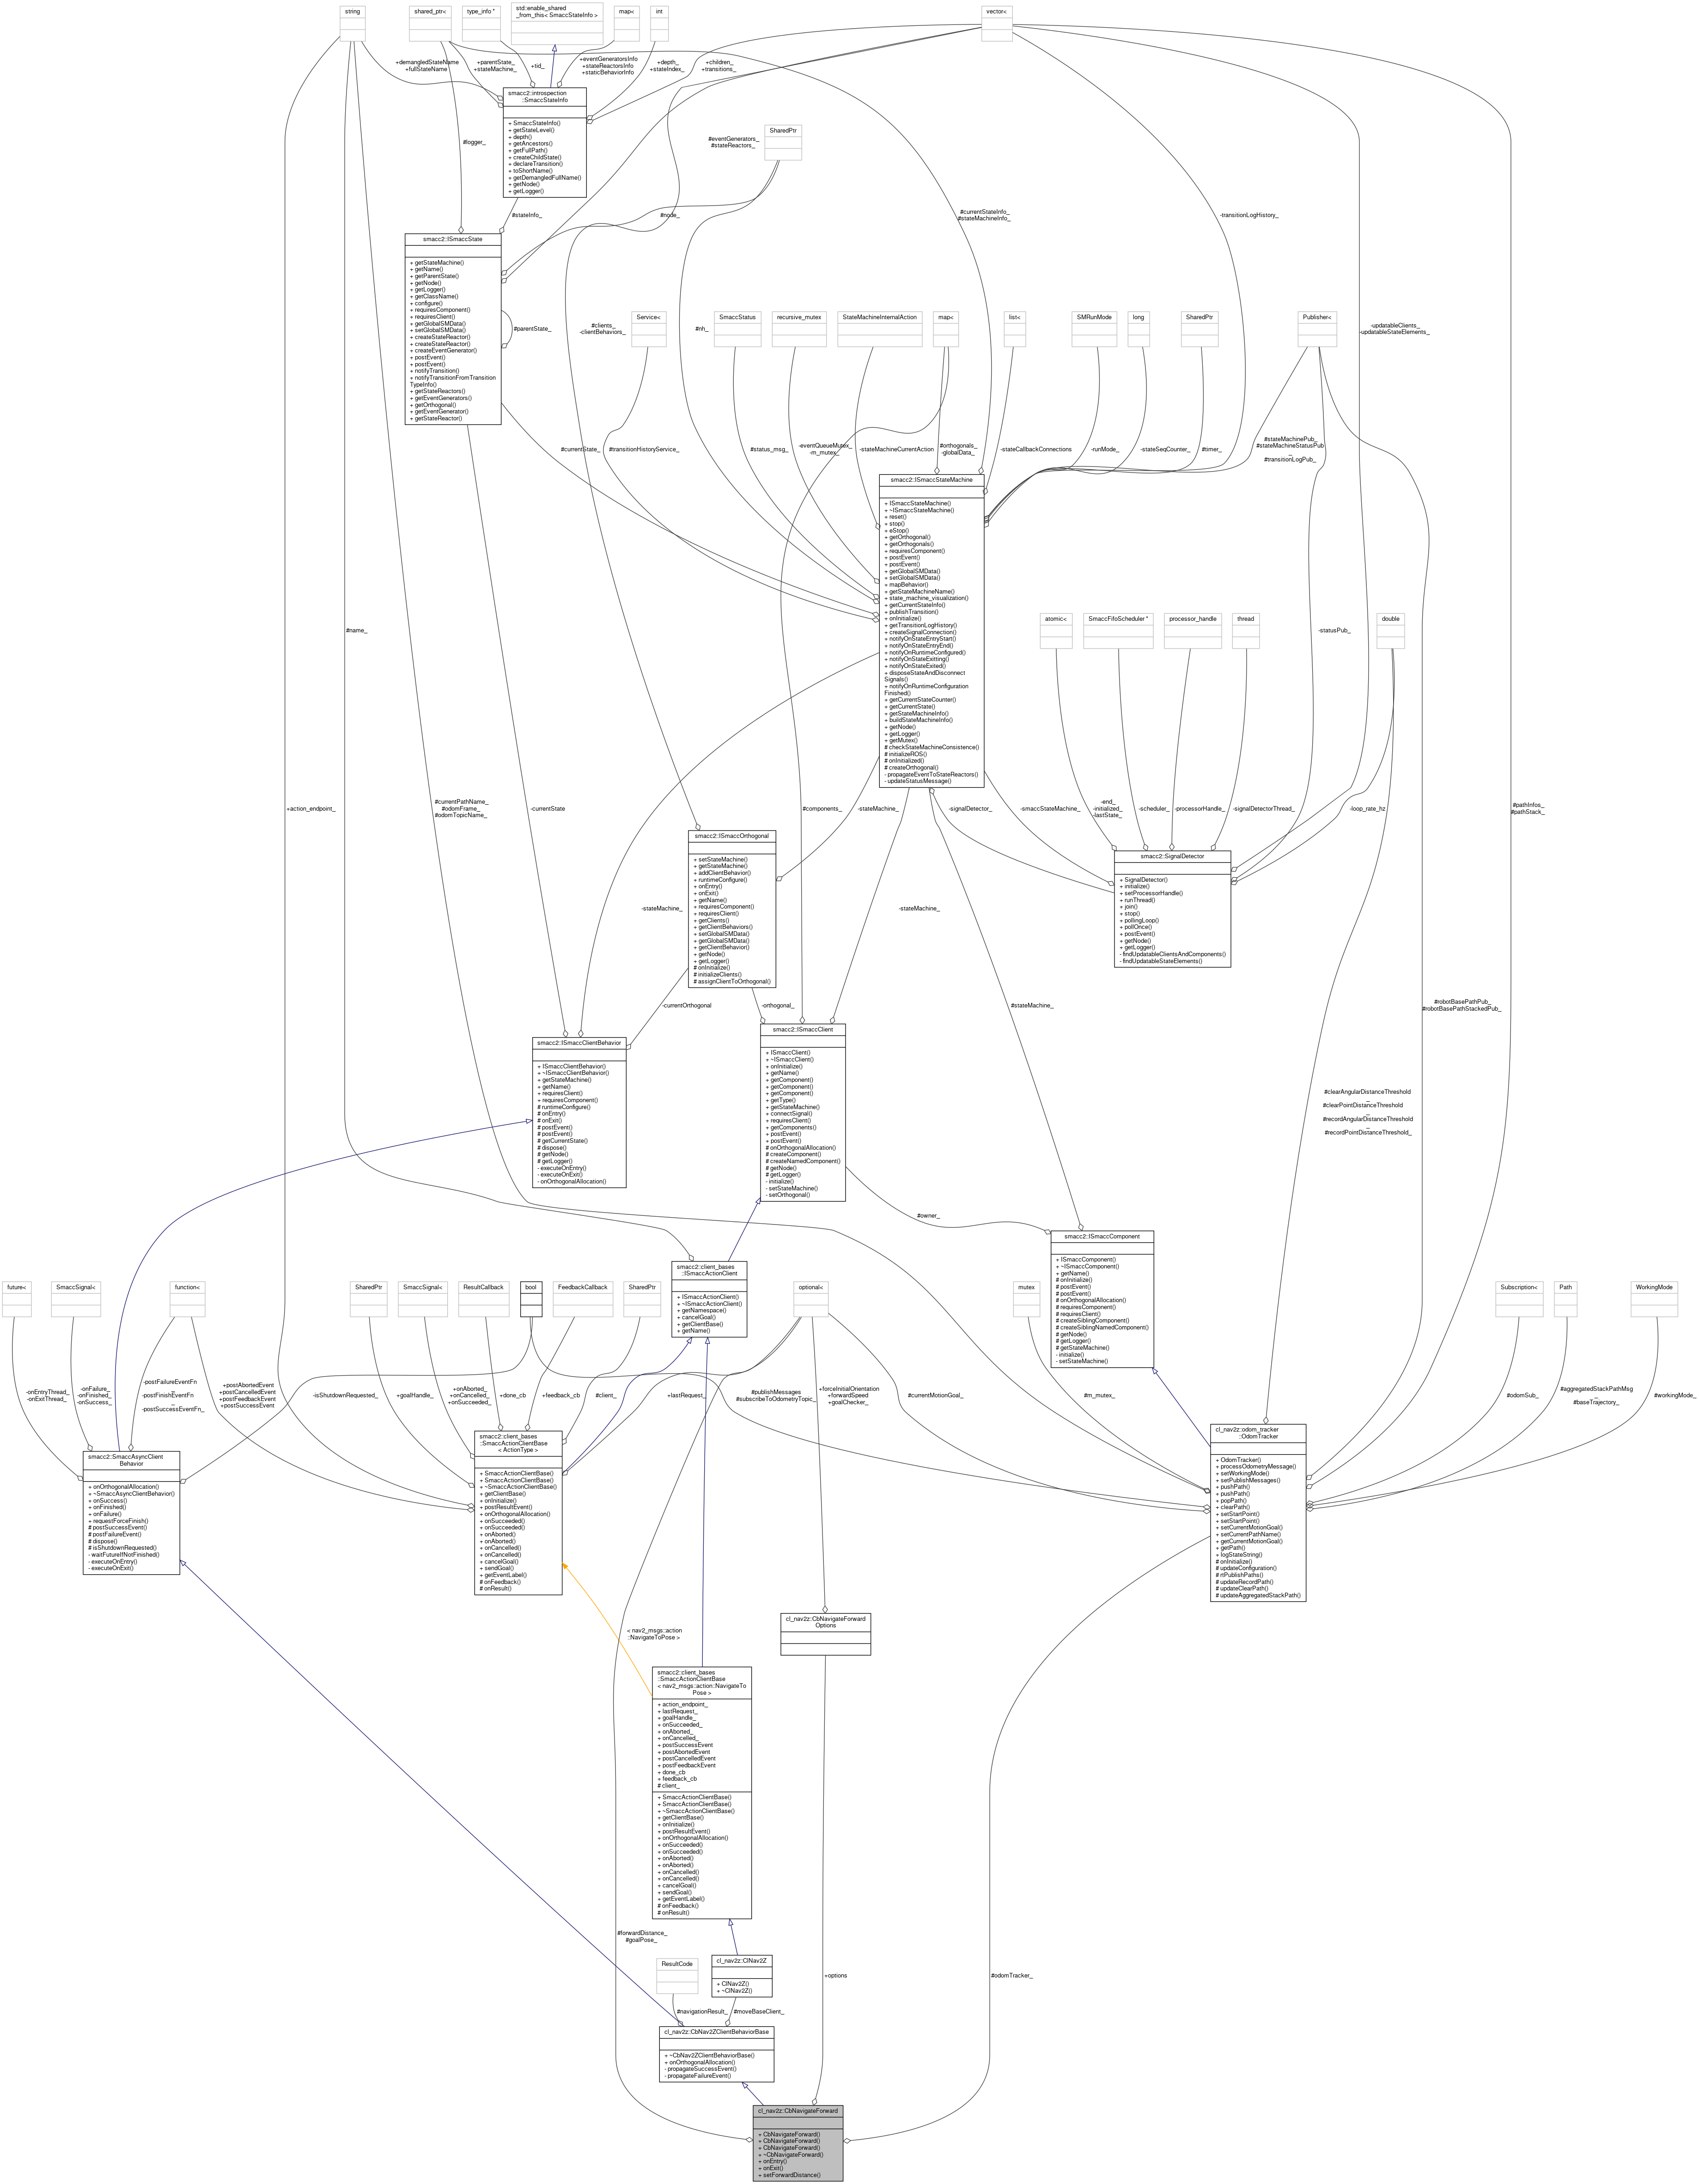 string
shared_ptr<
type_info *
std::enable_shared
_from_this< SmaccStateInfo >
map<
int
vector<
+demangledStateName
+fullStateName
+parentState_
+stateMachine_
+tid_
+eventGeneratorsInfo
+stateReactorsInfo
+staticBehaviorInfo
+depth_
+stateIndex_
+children_
+transitions_
smacc2::introspection
::SmaccStateInfo
+ SmaccStateInfo()
+ getStateLevel()
+ depth()
+ getAncestors()
+ getFullPath()
+ createChildState()
+ declareTransition()
+ toShortName()
+ getDemangledFullName()
+ getNode()
+ getLogger()
#logger_
#eventGenerators_
#stateReactors_
SharedPtr
#stateInfo_
#node_
#currentStateInfo_
#stateMachineInfo_
-transitionLogHistory_
smacc2::ISmaccState
+ getStateMachine()
+ getName()
+ getParentState()
+ getNode()
+ getLogger()
+ getClassName()
+ configure()
+ requiresComponent()
+ requiresClient()
+ getGlobalSMData()
+ setGlobalSMData()
+ createStateReactor()
+ createStateReactor()
+ createEventGenerator()
+ postEvent()
+ postEvent()
+ notifyTransition()
+ notifyTransitionFromTransition
TypeInfo()
+ getStateReactors()
+ getEventGenerators()
+ getOrthogonal()
+ getEventGenerator()
+ getStateReactor()
#parentState_
#clients_
-clientBehaviors_
Service<
#nh_
SmaccStatus
recursive_mutex
StateMachineInternalAction
map<
list<
SMRunMode
long
SharedPtr
Publisher<
-updatableClients_
-updatableStateElements_
#currentState_
#transitionHistoryService_
#status_msg_
-eventQueueMutex_
-m_mutex_
-stateMachineCurrentAction
#orthogonals_
-globalData_
-stateCallbackConnections
-runMode_
-stateSeqCounter_
#timer_
#stateMachinePub_
#stateMachineStatusPub
_
#transitionLogPub_
smacc2::ISmaccStateMachine
+ ISmaccStateMachine()
+ ~ISmaccStateMachine()
+ reset()
+ stop()
+ eStop()
+ getOrthogonal()
+ getOrthogonals()
+ requiresComponent()
+ postEvent()
+ postEvent()
+ getGlobalSMData()
+ setGlobalSMData()
+ mapBehavior()
+ getStateMachineName()
+ state_machine_visualization()
+ getCurrentStateInfo()
+ publishTransition()
+ onInitialize()
+ getTransitionLogHistory()
+ createSignalConnection()
+ notifyOnStateEntryStart()
+ notifyOnStateEntryEnd()
+ notifyOnRuntimeConfigured()
+ notifyOnStateExitting()
+ notifyOnStateExited()
+ disposeStateAndDisconnect
Signals()
+ notifyOnRuntimeConfiguration
Finished()
+ getCurrentStateCounter()
+ getCurrentState()
+ getStateMachineInfo()
+ buildStateMachineInfo()
+ getNode()
+ getLogger()
+ getMutex()
# checkStateMachineConsistence()
# initializeROS()
# onInitialized()
# createOrthogonal()
- propagateEventToStateReactors()
- updateStatusMessage()
#name_
atomic<
SmaccFifoScheduler *
processor_handle
thread
double
-statusPub_
+action_endpoint_
#currentPathName_
#odomFrame_
#odomTopicName_
-currentState
#components_
-stateMachine_
-signalDetector_
-smaccStateMachine_
-end_
-initialized_
-lastState_
-scheduler_
-processorHandle_
-signalDetectorThread_
-loop_rate_hz
#pathInfos_
#pathStack_
smacc2::ISmaccOrthogonal
+ setStateMachine()
+ getStateMachine()
+ addClientBehavior()
+ runtimeConfigure()
+ onEntry()
+ onExit()
+ getName()
+ requiresComponent()
+ requiresClient()
+ getClients()
+ getClientBehaviors()
+ setGlobalSMData()
+ getGlobalSMData()
+ getClientBehavior()
+ getNode()
+ getLogger()
# onInitialize()
# initializeClients()
# assignClientToOrthogonal()
smacc2::SignalDetector
+ SignalDetector()
+ initialize()
+ setProcessorHandle()
+ runThread()
+ join()
+ stop()
+ pollingLoop()
+ pollOnce()
+ postEvent()
+ getNode()
+ getLogger()
- findUpdatableClientsAndComponents()
- findUpdatableStateElements()
-stateMachine_
-stateMachine_
-currentOrthogonal
-orthogonal_
#stateMachine_
#robotBasePathPub_
#robotBasePathStackedPub_
smacc2::ISmaccClientBehavior
+ ISmaccClientBehavior()
+ ~ISmaccClientBehavior()
+ getStateMachine()
+ getName()
+ requiresClient()
+ requiresComponent()
# runtimeConfigure()
# onEntry()
# onExit()
# postEvent()
# postEvent()
# getCurrentState()
# dispose()
# getNode()
# getLogger()
- executeOnEntry()
- executeOnExit()
- onOrthogonalAllocation()
smacc2::ISmaccClient
+ ISmaccClient()
+ ~ISmaccClient()
+ onInitialize()
+ getName()
+ getComponent()
+ getComponent()
+ getComponent()
+ getType()
+ getStateMachine()
+ connectSignal()
+ requiresClient()
+ getComponents()
+ postEvent()
+ postEvent()
# onOrthogonalAllocation()
# createComponent()
# createNamedComponent()
# getNode()
# getLogger()
- initialize()
- setStateMachine()
- setOrthogonal()
#clearAngularDistanceThreshold
_
#clearPointDistanceThreshold
_
#recordAngularDistanceThreshold
_
#recordPointDistanceThreshold_
#owner_
smacc2::ISmaccComponent
+ ISmaccComponent()
+ ~ISmaccComponent()
+ getName()
# onInitialize()
# postEvent()
# postEvent()
# onOrthogonalAllocation()
# requiresComponent()
# requiresClient()
# createSiblingComponent()
# createSiblingNamedComponent()
# getNode()
# getLogger()
# getStateMachine()
- initialize()
- setStateMachine()
smacc2::client_bases
::ISmaccActionClient
+ ISmaccActionClient()
+ ~ISmaccActionClient()
+ getNamespace()
+ cancelGoal()
+ getClientBase()
+ getName()
future<
SmaccSignal<
function<
SharedPtr
SmaccSignal<
ResultCallback
bool
FeedbackCallback
SharedPtr
optional<
mutex
Subscription<
Path
WorkingMode
-onEntryThread_
-onExitThread_
-onFailure_
-onFinished_
-onSuccess_
-postFailureEventFn
_
-postFinishEventFn
_
-postSuccessEventFn_
+postAbortedEvent
+postCancelledEvent
+postFeedbackEvent
+postSuccessEvent
-isShutdownRequested_
+goalHandle_
+onAborted_
+onCancelled_
+onSucceeded_
+done_cb
+feedback_cb
#client_
+lastRequest_
#publishMessages
#subscribeToOdometryTopic_
+forceInitialOrientation
+forwardSpeed
+goalChecker_
#currentMotionGoal_
#m_mutex_
#odomSub_
#aggregatedStackPathMsg
_
#baseTrajectory_
#workingMode_
smacc2::SmaccAsyncClient
Behavior
+ onOrthogonalAllocation()
+ ~SmaccAsyncClientBehavior()
+ onSuccess()
+ onFinished()
+ onFailure()
+ requestForceFinish()
# postSuccessEvent()
# postFailureEvent()
# dispose()
# isShutdownRequested()
- waitFutureIfNotFinished()
- executeOnEntry()
- executeOnExit()
smacc2::client_bases
::SmaccActionClientBase
< ActionType >
+ SmaccActionClientBase()
+ SmaccActionClientBase()
+ ~SmaccActionClientBase()
+ getClientBase()
+ onInitialize()
+ postResultEvent()
+ onOrthogonalAllocation()
+ onSucceeded()
+ onSucceeded()
+ onAborted()
+ onAborted()
+ onCancelled()
+ onCancelled()
+ cancelGoal()
+ sendGoal()
+ getEventLabel()
# onFeedback()
# onResult()
cl_nav2z::odom_tracker
::OdomTracker
+ OdomTracker()
+ processOdometryMessage()
+ setWorkingMode()
+ setPublishMessages()
+ pushPath()
+ pushPath()
+ popPath()
+ clearPath()
+ setStartPoint()
+ setStartPoint()
+ setCurrentMotionGoal()
+ setCurrentPathName()
+ getCurrentMotionGoal()
+ getPath()
+ logStateString()
# onInitialize()
# updateConfiguration()
# rtPublishPaths()
# updateRecordPath()
# updateClearPath()
# updateAggregatedStackPath()
< nav2_msgs::action
::NavigateToPose >
cl_nav2z::CbNavigateForward
Options
smacc2::client_bases
::SmaccActionClientBase
< nav2_msgs::action::NavigateTo
Pose >
+ action_endpoint_
+ lastRequest_
+ goalHandle_
+ onSucceeded_
+ onAborted_
+ onCancelled_
+ postSuccessEvent
+ postAbortedEvent
+ postCancelledEvent
+ postFeedbackEvent
+ done_cb
+ feedback_cb
# client_
+ SmaccActionClientBase()
+ SmaccActionClientBase()
+ ~SmaccActionClientBase()
+ getClientBase()
+ onInitialize()
+ postResultEvent()
+ onOrthogonalAllocation()
+ onSucceeded()
+ onSucceeded()
+ onAborted()
+ onAborted()
+ onCancelled()
+ onCancelled()
+ cancelGoal()
+ sendGoal()
+ getEventLabel()
# onFeedback()
# onResult()
#forwardDistance_
#goalPose_
ResultCode
cl_nav2z::ClNav2Z
+ ClNav2Z()
+ ~ClNav2Z()
+options
#odomTracker_
#navigationResult_
#moveBaseClient_
cl_nav2z::CbNav2ZClientBehaviorBase
+ ~CbNav2ZClientBehaviorBase()
+ onOrthogonalAllocation()
- propagateSuccessEvent()
- propagateFailureEvent()
cl_nav2z::CbNavigateForward
+ CbNavigateForward()
+ CbNavigateForward()
+ CbNavigateForward()
+ ~CbNavigateForward()
+ onEntry()
+ onExit()
+ setForwardDistance()